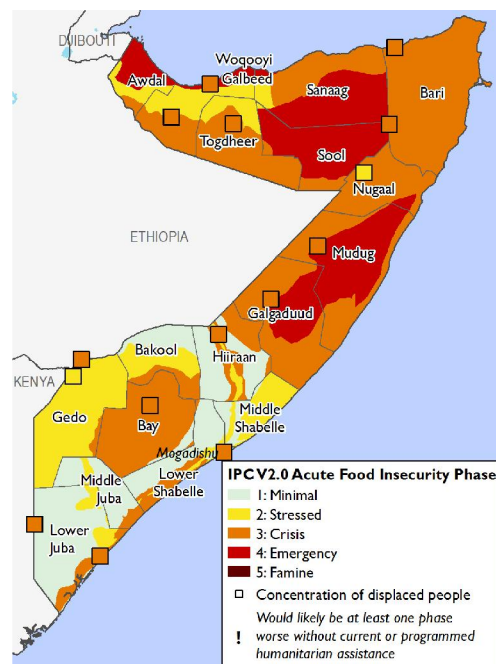 DJIBOUTI
Woqooyi
Galbeed
Awdal
Sanaag
Bari
Togdheer
Sool
Nugaal
ETHIOPIA
Mudug
Galgaduud
Hiiraan
Bakool
KENYA
Gedo
Bay
Middle
Shabelle
Mogadishu
Lower
Shabelle
Middle
Juba
Lower
Juba
IPC V2.0 Acute Food Insecurity Phase
1: Minimal
2: Stressed
3: Crisis
4: Emergency
5: Famine
Concentration of displaced people
Would likely be at least one phase
! worse without current or programmed
humanitarian assistance